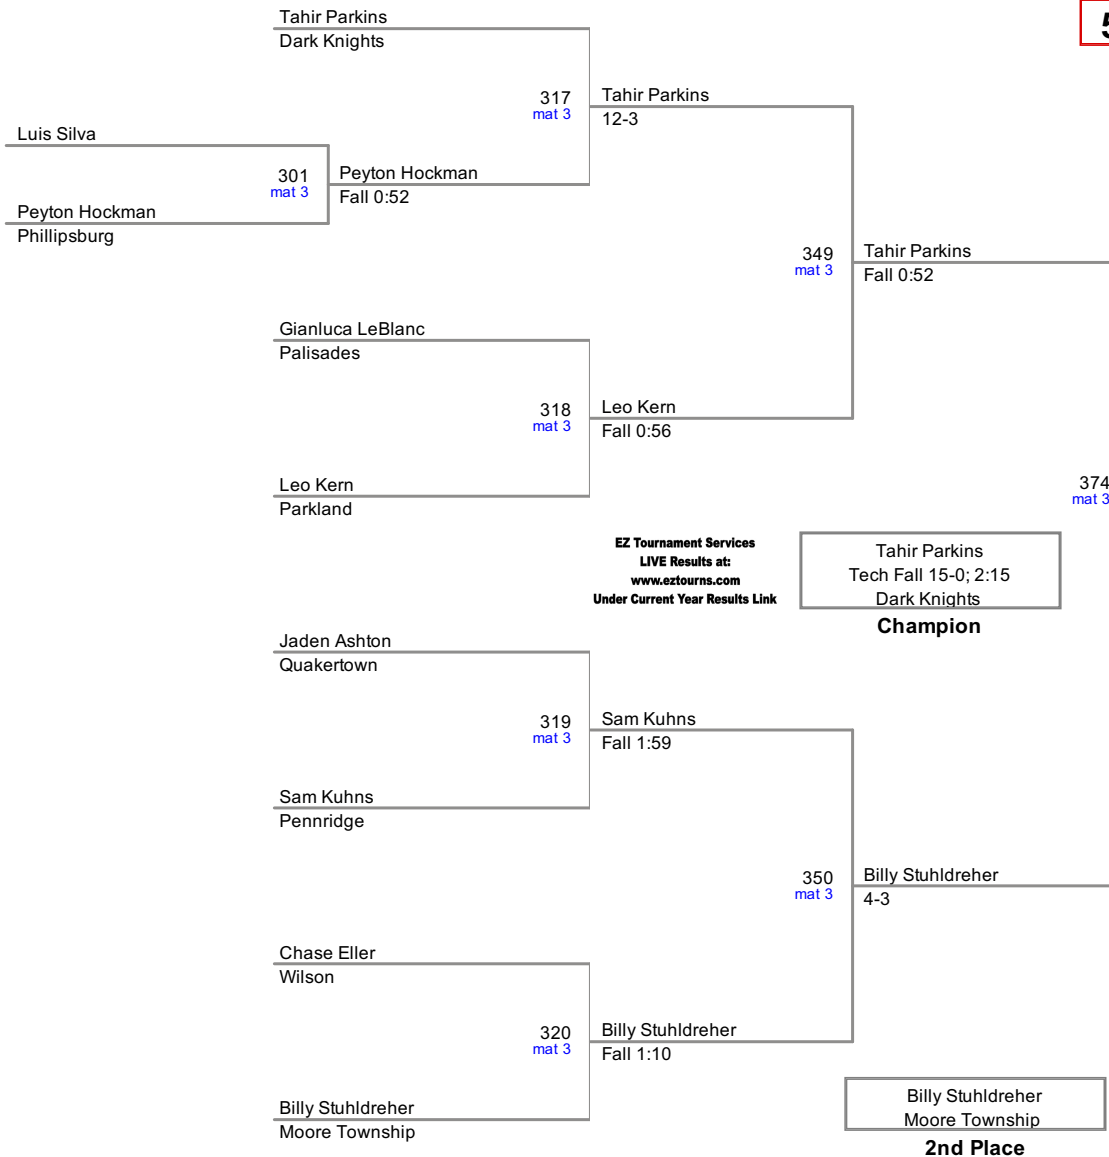 Tahir Parkins
Dark Knights
5
317
mat 3
Tahir Parkins
12-3
Luis Silva
301
mat 3
Peyton Hockman
Fall 0:52
Peyton Hockman
Phillipsburg
349
mat 3
Tahir Parkins
Fall 0:52
Gianluca LeBlanc
Palisades
318
mat 3
Leo Kern
Fall 0:56
Leo Kern
Parkland
374
mat 3
EZ Tournament Services
LIVE Results at:
www.eztourns.com
Under Current Year Results Link
Tahir Parkins
Tech Fall 15-0; 2:15
Dark Knights
Champion
Jaden Ashton
Quakertown
319
mat 3
Sam Kuhns
Fall 1:59
Sam Kuhns
Pennridge
350
mat 3
Billy Stuhldreher
4-3
Chase Eller
Wilson
320
mat 3
Billy Stuhldreher
Fall 1:10
Billy Stuhldreher
Moore Township
Billy Stuhldreher
Moore Township
2nd Place